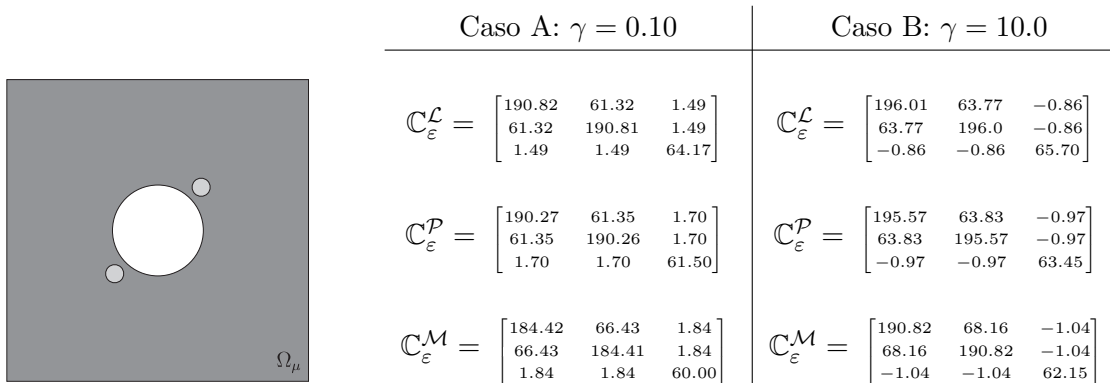 Caso A: γ = 0.10 Caso B: γ = 10.0
ℂ_ε^ℒ = [190.82 61.32 1.49; 61.32 190.81 1.49; 1.49 1.49 64.17] ℂ_ε^ℒ = [196.01 63.77 −0.86; 63.77 196.0 −0.86; −0.86 −0.86 65.70]
ℂ_ε^𝒫 = [190.27 61.35 1.70; 61.35 190.26 1.70; 1.70 1.70 61.50] ℂ_ε^𝒫 = [195.57 63.83 −0.97; 63.83 195.57 −0.97; −0.97 −0.97 63.45]
ℂ_ε^ℳ = [184.42 66.43 1.84; 66.43 184.41 1.84; 1.84 1.84 60.00] ℂ_ε^ℳ = [190.82 68.16 −1.04; 68.16 190.82 −1.04; −1.04 −1.04 62.15]
Ω_μ